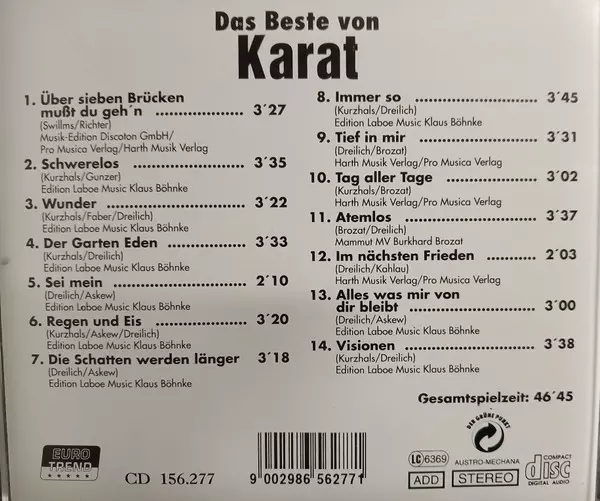 Das Beste von
Karat
1. Über sieben Brücken
mußt du geh´n ................ 3´27
(Swillms/Richter)
Musik-Edition Discoton GmbH/
Pro Musica Verlag/Harth Musik Verlag
2. Schwerelos ..................... 3´35
(Kurzhals/Gunzer)
Edition Laboe Music Klaus Böhnke
3. Wunder .......................... 3´22
(Kurzhals/Faber/Dreilich)
Edition Laboe Music Klaus Böhnke
4. Der Garten Eden .............. 3´33
(Kurzhals/Dreilich)
Edition Laboe Music Klaus Böhnke
5. Sei mein .......................... 2´10
(Dreilich/Askew)
Edition Laboe Music Klaus Böhnke
6. Regen und Eis ................. 3´20
(Kurzhals/Askew/Dreilich)
Edition Laboe Music Klaus Böhnke
7. Die Schatten werden länger 3´18
(Dreilich/Askew)
Edition Laboe Music Klaus Böhnke
8. Immer so ........................... 3´45
(Kurzhals/Dreilich)
Edition Laboe Music Klaus Böhnke
9. Tief in mir .......................... 3´31
(Dreilich/Brozat)
Harth Musik Verlag/Pro Musica Verlag
10. Tag aller Tage .................. 3´02
(Kurzhals/Brozat)
Harth Musik Verlag/Pro Musica Verlag
11. Atemlos .......................... 3´37
(Brozat/Dreilich)
Mammut MV Burkhard Brozat
12. Im nächsten Frieden ........ 2´03
(Dreilich/Kahlau)
Harth Musik Verlag/Pro Musica Verlag
13. Alles was mir von
dir bleibt ......................... 3´00
(Dreilich/Askew)
Edition Laboe Music Klaus Böhnke
14. Visionen ......................... 3´38
(Kurzhals/Dreilich)
Edition Laboe Music Klaus Böhnke
Gesamtspielzeit: 46´45
DER GRÜNE PUNKT
EURO
TREND
CD 156.277
9 002986 562771
LC 6369
AUSTRO-MECHANA
ADD
STEREO
COMPACT
disc
DIGITAL AUDIO